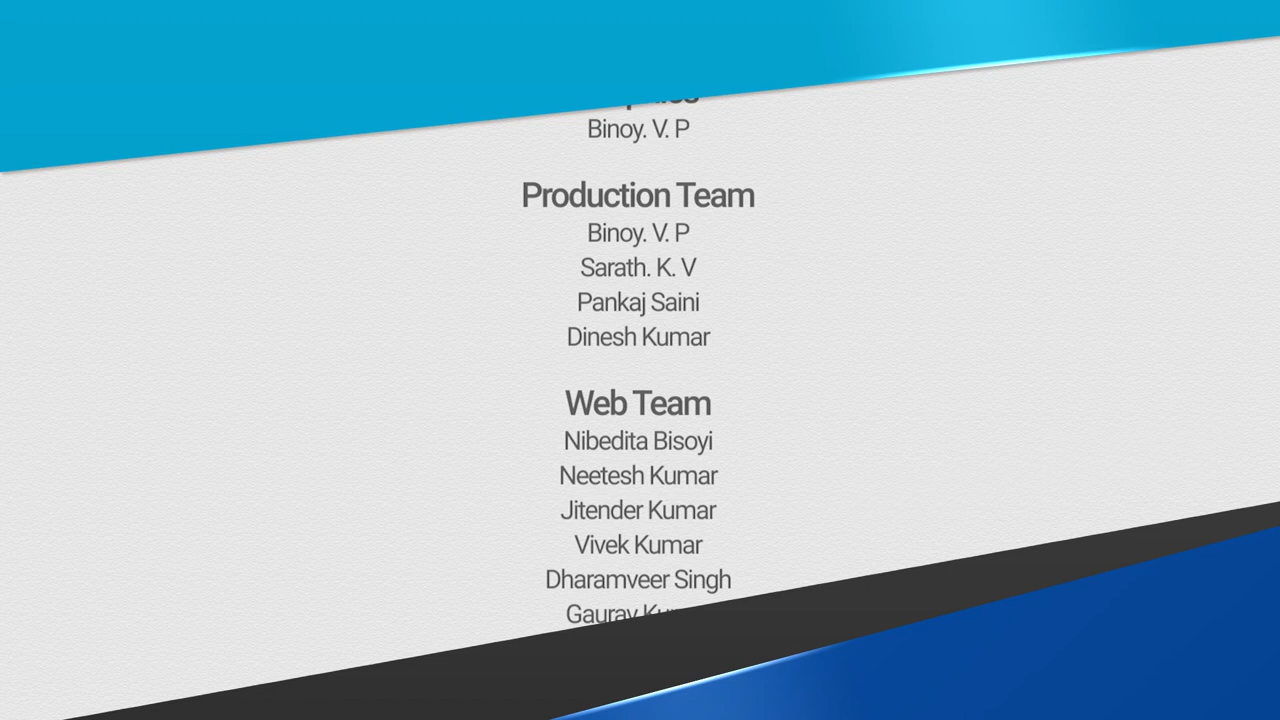 Binoy. V. P
Production Team
Binoy. V. P
Sarath. K. V
Pankaj Saini
Dinesh Kumar
Web Team
Nibedita Bisoyi
Neetesh Kumar
Jitender Kumar
Vivek Kumar
Dharamveer Singh
Gaurav